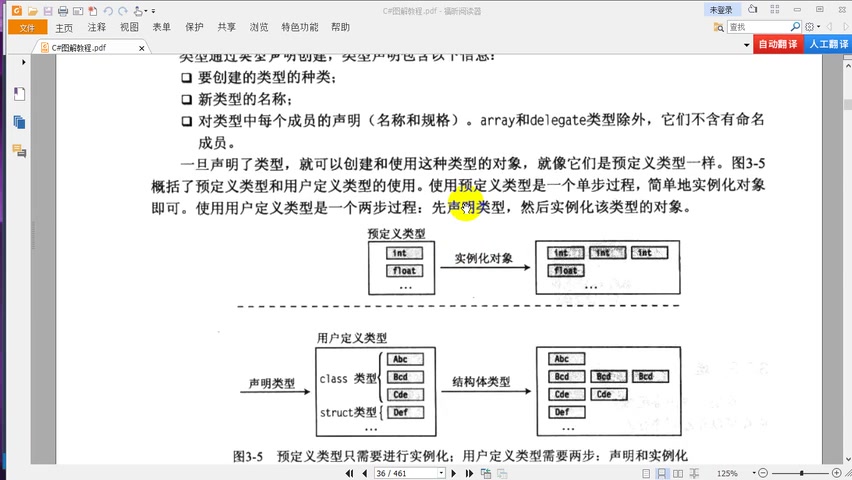 C#图解教程.pdf - 福昕阅读器
未登录
文件
主页
注释
视图
表单
保护
共享
浏览
特色功能
帮助
查找
C#图解教程.pdf
自动翻译
人工翻译
类型通过类型声明创建，类型声明包含以下信息：
❑ 要创建的类型的种类；
❑ 新类型的名称；
❑ 对类型中每个成员的声明（名称和规格）。array和delegate类型除外，它们不含有命名
成员。
一旦声明了类型，就可以创建和使用这种类型的对象，就像它们是预定义类型一样。图3-5
概括了预定义类型和用户定义类型的使用。使用预定义类型是一个单步过程，简单地实例化对象
即可。使用用户定义类型是一个两步过程：先声明类型，然后实例化该类型的对象。
预定义类型
int
float
...
实例化对象
int int int
float
...
用户定义类型
声明类型
class 类型
Abc
Bcd
Cde
struct类型
Def
...
结构体类型
Abc
Bcd Bcd Bcd
Cde Cde
Def
...
图3-5 预定义类型只需要进行实例化；用户定义类型需要两步：声明和实例化
36 / 461
125%